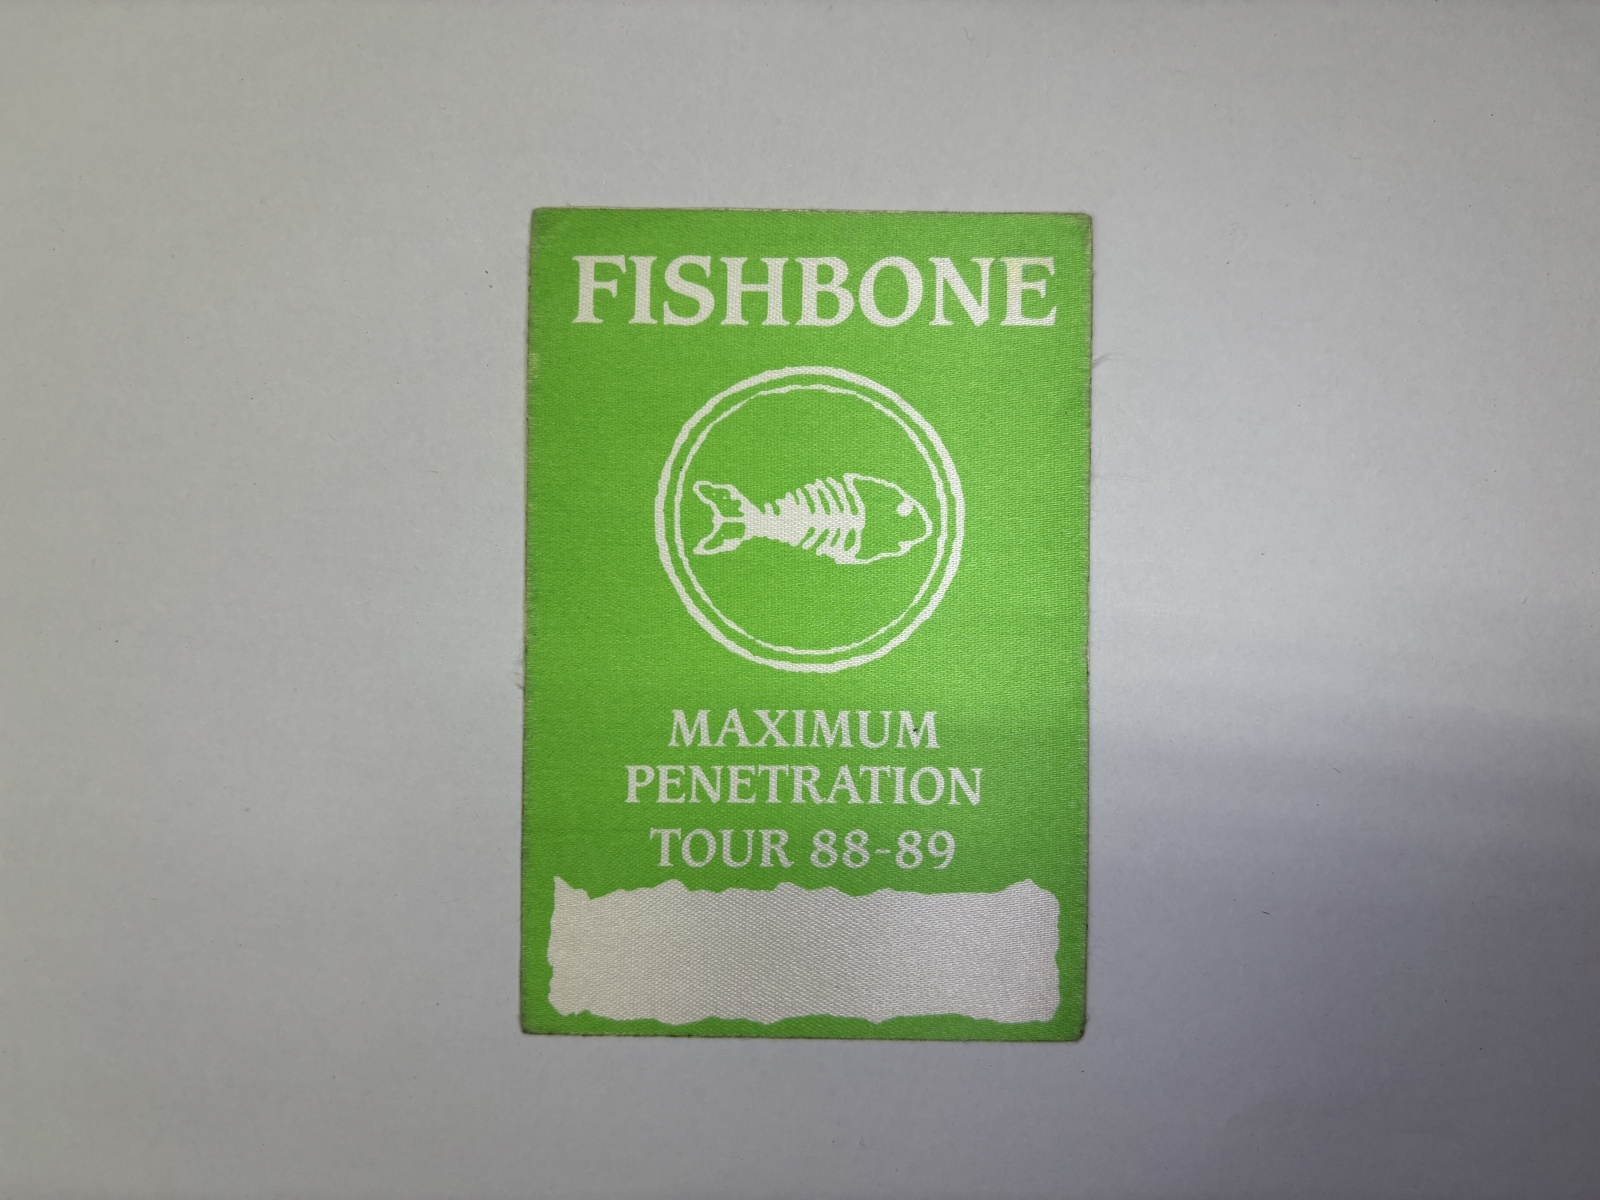 FISHBONE
MAXIMUM
PENETRATION
TOUR 88-89